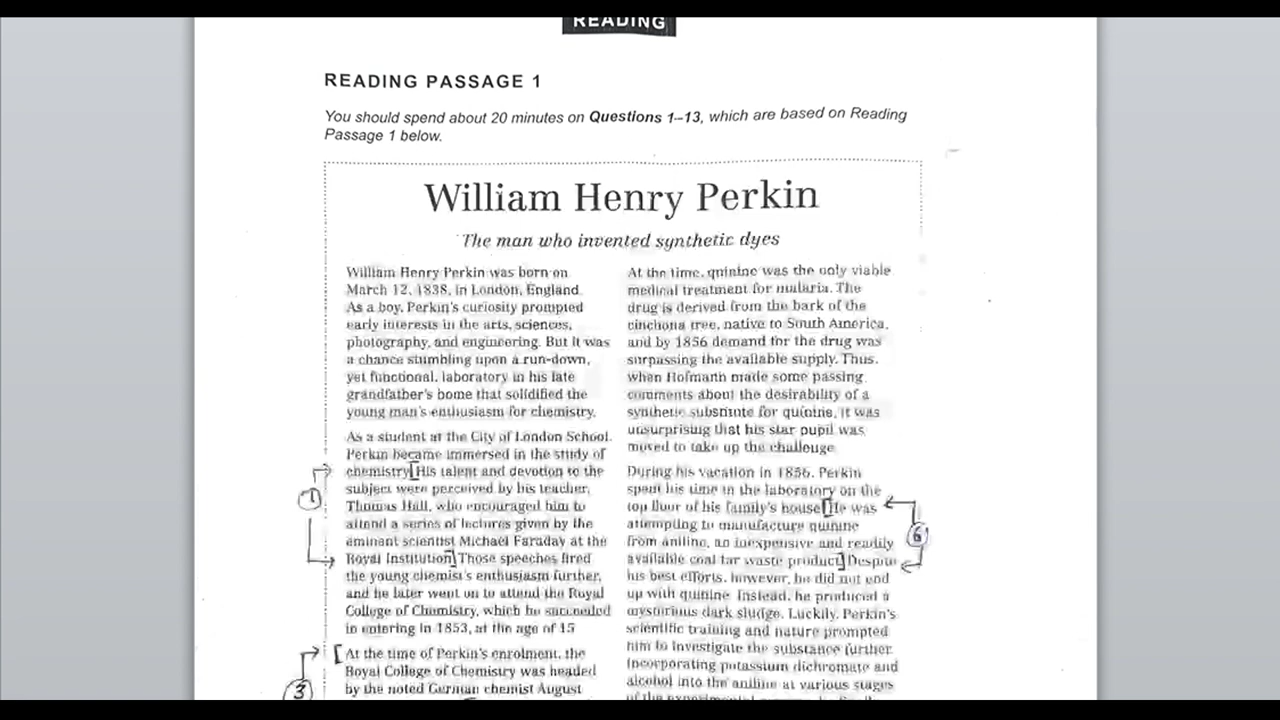 READING
READING PASSAGE 1
You should spend about 20 minutes on Questions 1–13, which are based on Reading
Passage 1 below.
William Henry Perkin
The man who invented synthetic dyes
William Henry Perkin was born on
March 12, 1838, in London, England.
As a boy, Perkin's curiosity prompted
early interests in the arts, sciences,
photography, and engineering. But it was
a chance stumbling upon a run-down,
yet functional, laboratory in his late
grandfather's home that solidified the
young man's enthusiasm for chemistry.
As a student at the City of London School,
Perkin became immersed in the study of
chemistry. [His talent and devotion to the
subject were perceived by his teacher,
Thomas Hall, who encouraged him to
attend a series of lectures given by the
eminent scientist Michael Faraday at the
Royal Institution.] Those speeches fired
the young chemist's enthusiasm further,
and he later went on to attend the Royal
College of Chemistry, which he succeeded
in entering in 1853, at the age of 15.
[At the time of Perkin's enrolment, the
Royal College of Chemistry was headed
by the noted German chemist August
1
3
At the time, quinine was the only viable
medical treatment for malaria. The
drug is derived from the bark of the
cinchona tree, native to South America,
and by 1856 demand for the drug was
surpassing the available supply. Thus,
when Hofmann made some passing
comments about the desirability of a
synthetic substitute for quinine, it was
unsurprising that his star pupil was
moved to take up the challenge.
During his vacation in 1856, Perkin
spent his time in the laboratory on the
top floor of his family's house. [He was
attempting to manufacture quinine
from aniline, an inexpensive and readily
available coal tar waste product.] Despite
his best efforts, however, he did not end
up with quinine. Instead, he produced a
mysterious dark sludge. Luckily, Perkin's
scientific training and nature prompted
him to investigate the substance further.
Incorporating potassium dichromate and
alcohol into the aniline at various stages
of the experimental
6